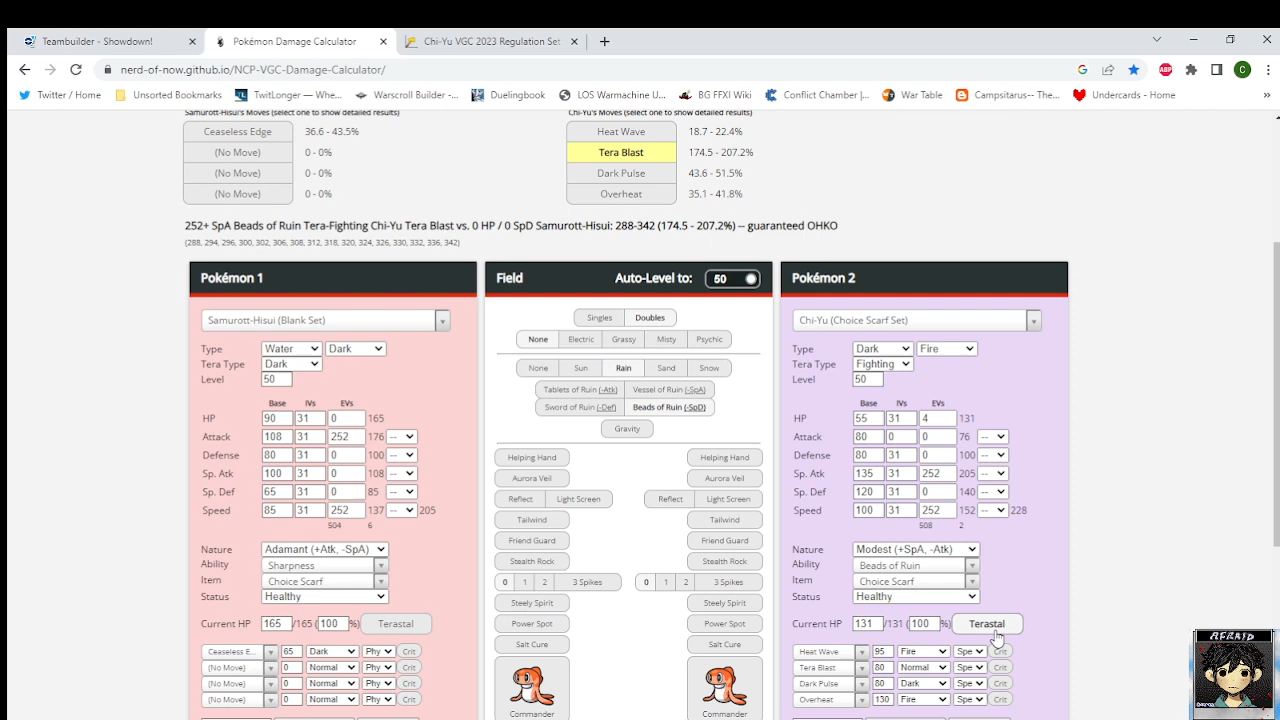 Teambuilder - Showdown! × Pokémon Damage Calculator × Chi-Yu VGC 2023 Regulation Set × +
nerd-of-now.github.io/NCP-VGC-Damage-Calculator/
Twitter / Home Unsorted Bookmarks TwitLonger — Whe... Warscroll Builder -... Duelingbook LOS Warmachine U... BG FFXI Wiki Conflict Chamber |... War Table Campsitarus-- The... Undercards - Home »
Samurott-Hisui's Moves (select one to show detailed results) Chi-Yu's Moves (select one to show detailed results)
Ceaseless Edge 36.6 - 43.5% Heat Wave 18.7 - 22.4%
(No Move) 0 - 0% Tera Blast 174.5 - 207.2%
(No Move) 0 - 0% Dark Pulse 43.6 - 51.5%
(No Move) 0 - 0% Overheat 35.1 - 41.8%
252+ SpA Beads of Ruin Tera-Fighting Chi-Yu Tera Blast vs. 0 HP / 0 SpD Samurott-Hisui: 288-342 (174.5 - 207.2%) -- guaranteed OHKO
(288, 294, 296, 300, 302, 306, 308, 312, 318, 320, 324, 326, 330, 332, 336, 342)
Pokémon 1 Field Auto-Level to: 50 Pokémon 2
Samurott-Hisui (Blank Set) Singles Doubles Chi-Yu (Choice Scarf Set)
None Electric Grassy Misty Psychic
Type Water Dark Type Dark Fire
Tera Type Dark None Sun Rain Sand Snow Tera Type Fighting
Level 50 Level 50
Tablets of Ruin (-Atk) Vessel of Ruin (-SpA)
Base IVs EVs Sword of Ruin (-Def) Beads of Ruin (-SpD) Base IVs EVs
HP 90 31 0 165 HP 55 31 4 131
Gravity
Attack 108 31 252 176 -- Attack 80 0 0 76 --
Defense 80 31 0 100 -- Helping Hand Helping Hand Defense 80 31 0 100 --
Sp. Atk 100 31 0 108 -- Aurora Veil Aurora Veil Sp. Atk 135 31 252 205 --
Sp. Def 65 31 0 85 -- Reflect Light Screen Reflect Light Screen Sp. Def 120 31 0 140 --
Speed 85 31 252 137 -- 205 Tailwind Tailwind Speed 100 31 252 152 -- 228
504 6 508 2
Friend Guard Friend Guard
Nature Adamant (+Atk, -SpA) Nature Modest (+SpA, -Atk)
Ability Sharpness Stealth Rock Stealth Rock Ability Beads of Ruin
Item Choice Scarf 0 1 2 3 Spikes 0 1 2 3 Spikes Item Choice Scarf
Status Healthy Steely Spirit Steely Spirit Status Healthy
Current HP 165 /165 (100 %) Terastal Power Spot Power Spot Current HP 131 /131 (100 %) Terastal
Salt Cure Salt Cure
Ceaseless E... 65 Dark Phy Crit Heat Wave 95 Fire Spe Crit
(No Move) 0 Normal Phy Crit Tera Blast 80 Normal Spe Crit
(No Move) 0 Normal Phy Crit Dark Pulse 80 Dark Spe Crit
(No Move) 0 Normal Phy Crit Overheat 130 Fire Spe Crit
Commander Commander
AFRAID